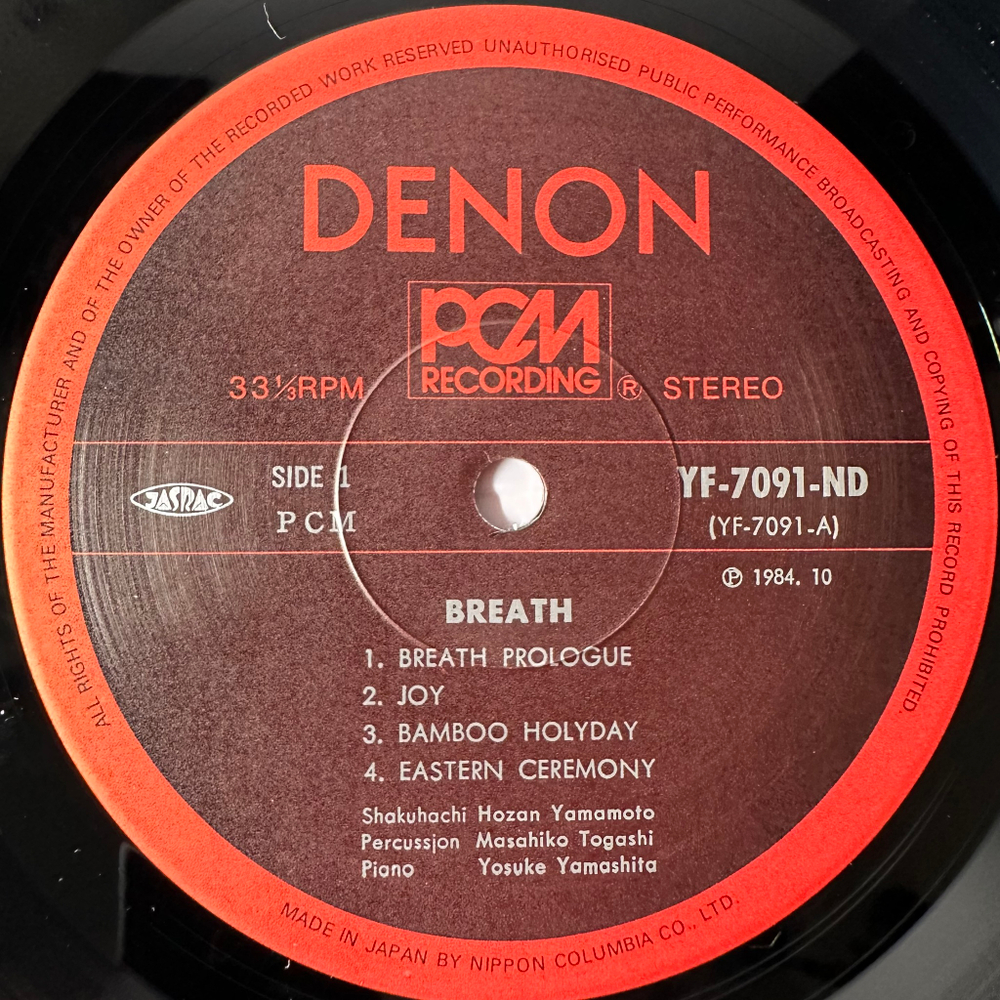 ALL RIGHTS OF THE MANUFACTURER AND OF THE OWNER OF THE RECORDED WORK RESERVED UNAUTHORISED PUBLIC PERFORMANCE BROADCASTING AND COPYING OF THIS RECORD PROHIBITED.
DENON
PCM
RECORDING
33⅓RPM ® STEREO
JASRAC
SIDE 1
PCM
YF-7091-ND
(YF-7091-A)
℗ 1984. 10
BREATH
1. BREATH PROLOGUE
2. JOY
3. BAMBOO HOLYDAY
4. EASTERN CEREMONY
Shakuhachi Hozan Yamamoto
Percussjon Masahiko Togashi
Piano Yosuke Yamashita
MADE IN JAPAN BY NIPPON COLUMBIA CO., LTD.